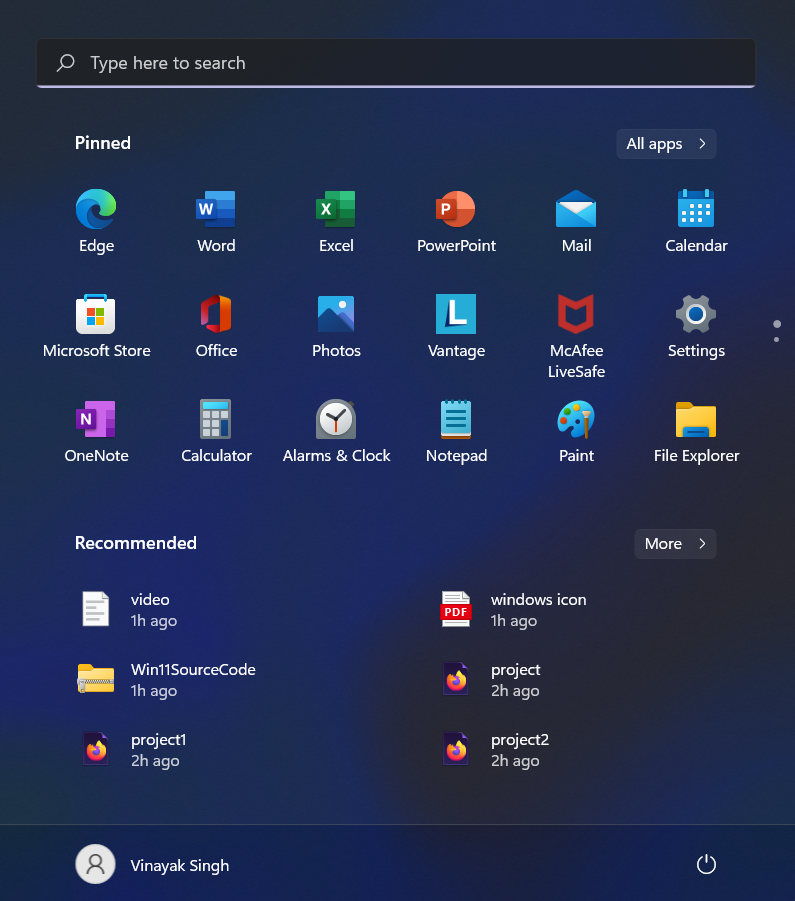 Type here to search
Pinned
All apps
Edge
Word
Excel
PowerPoint
Mail
Calendar
Microsoft Store
Office
Photos
Vantage
McAfee
LiveSafe
Settings
OneNote
Calculator
Alarms & Clock
Notepad
Paint
File Explorer
Recommended
More
video
1h ago
windows icon
1h ago
Win11SourceCode
1h ago
project
2h ago
project1
2h ago
project2
2h ago
Vinayak Singh
W
X
P
L
N
PDF